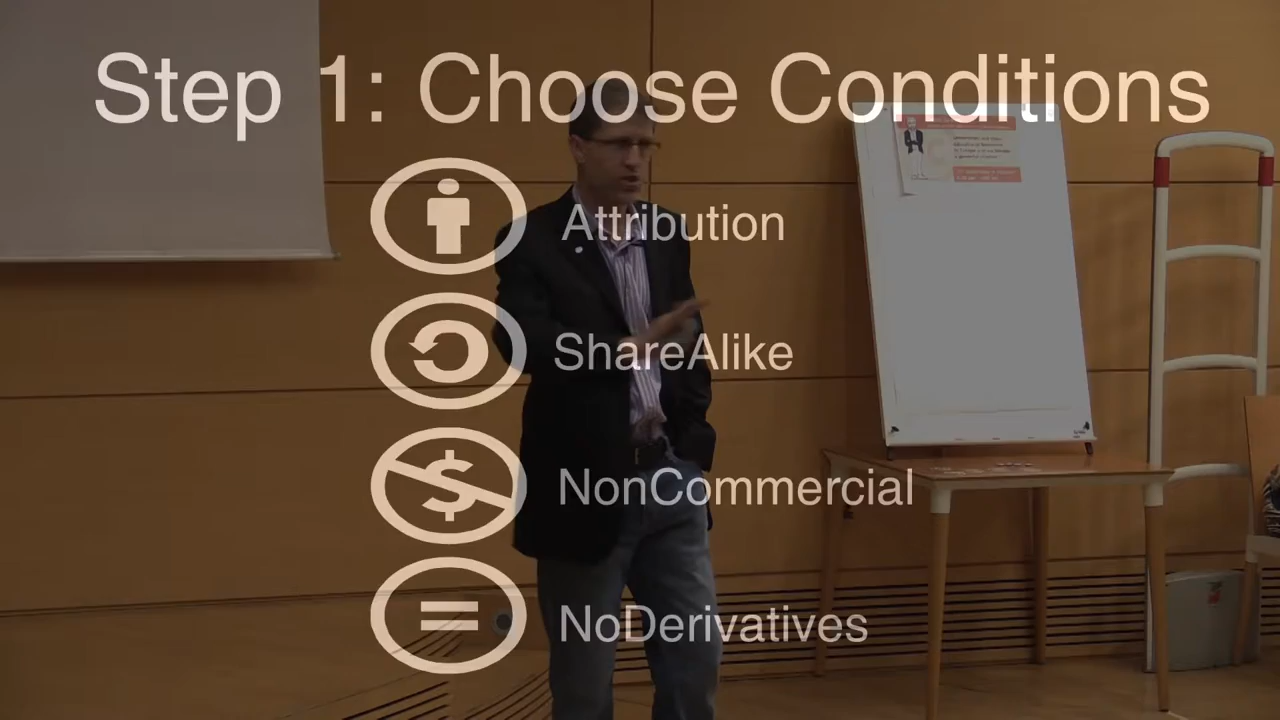 Step 1: Choose Conditions
Attribution
ShareAlike
$ NonCommercial
= NoDerivatives